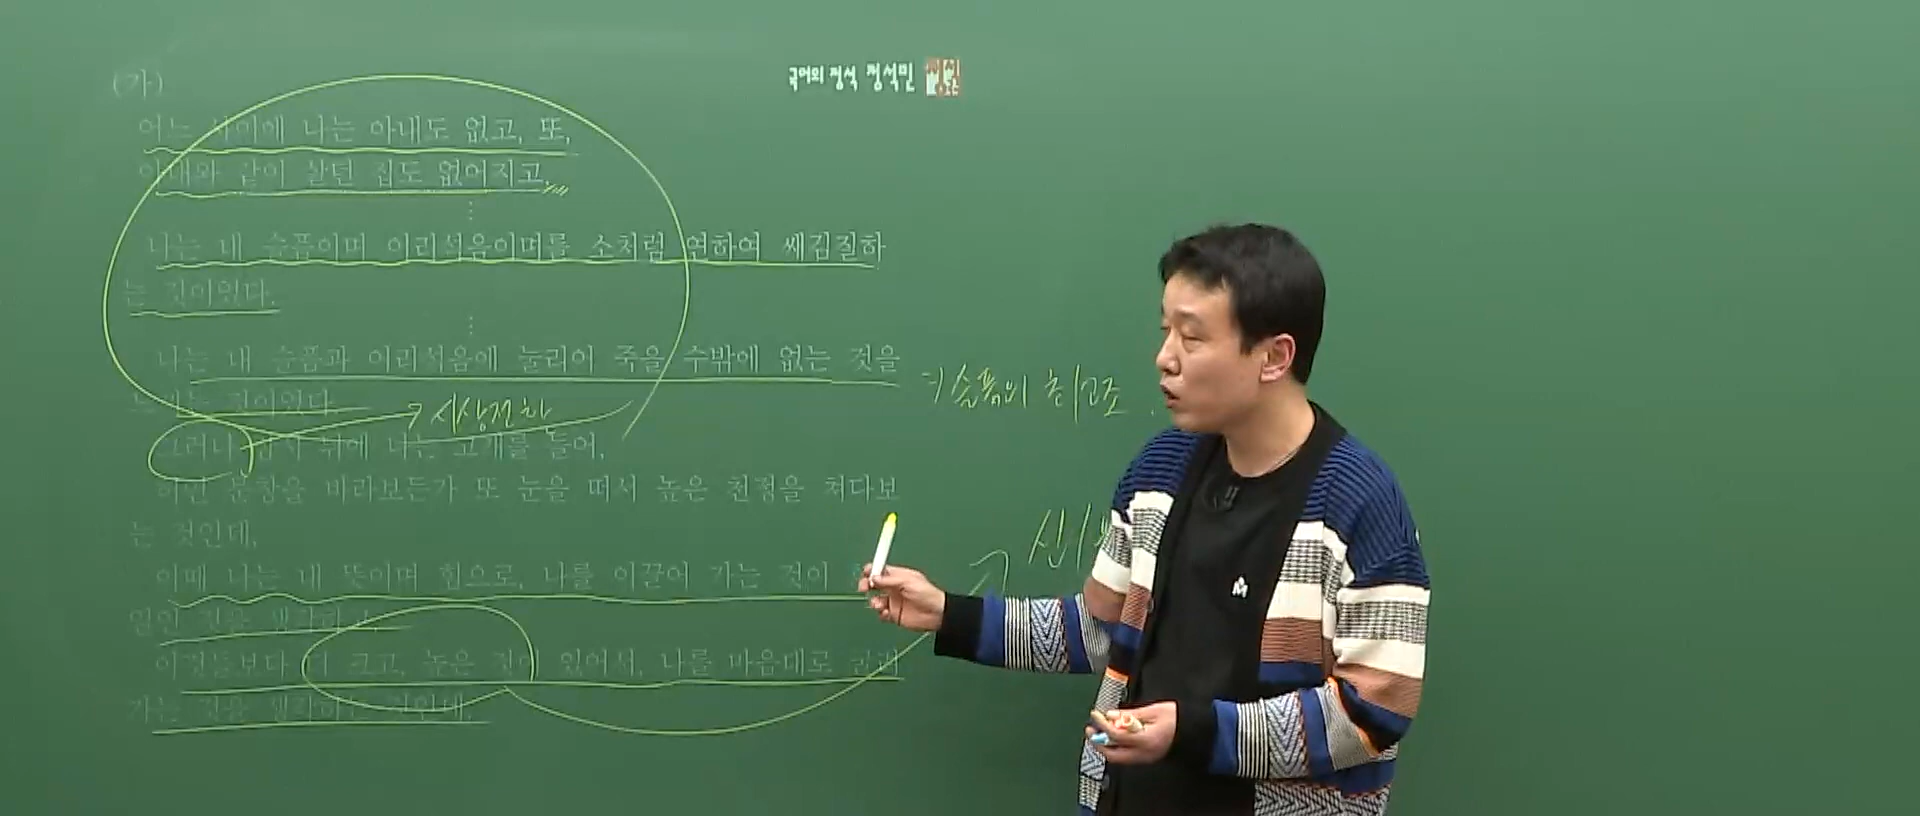 국어의 정석 정석민
(가)
어느 사이에 나는 아내도 없고, 또,
아내와 같이 살던 집도 없어지고,
⋮
나는 내 슬픔이며 어리석음이며를 소처럼 연하여 쌔김질하
는 것이었다.
⋮
나는 내 슬픔과 어리석음에 눌리어 죽을 수밖에 없는 것을
것이었다.
슬픔의 최고조
시상전환
그러나 뒤에 나는 고개를 들어,
어떤 문창을 바라보든가 또 눈을 떠서 높은 천정을 쳐다보
는 것인데,
이때 나는 내 뜻이며 힘으로, 나를 이끌어 가는 것이
일인 것을 생각하고,
이것들보다 더 크고, 높은 것이 있어서, 나를 마음대로 굴려
가는 것을 생각하는 것인데,